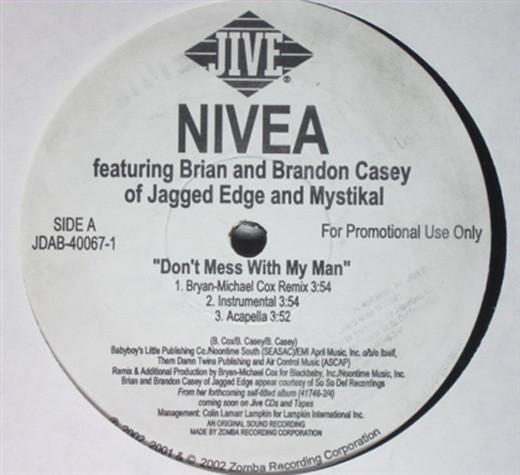 JIVE
®
NIVEA
featuring Brian and Brandon Casey
of Jagged Edge and Mystikal
SIDE A
JDAB-40067-1
For Promotional Use Only
"Don't Mess With My Man"
1. Bryan-Michael Cox Remix 3:54
2. Instrumental 3:54
3. Acapella 3:52
(B. Cox/B. Casey/B. Casey)
Babyboy's Little Publishing Co./Noontime South (SEASAC)/EMI April Music, Inc. o/b/o Itself,
Them Damn Twins Publishing and Air Control Music (ASCAP)
Remix & Additional Production by Bryan-Michael Cox for Blackbaby, Inc./Noontime Music, Inc.
Brian and Brandon Casey of Jagged Edge appear courtesy of So So Def Recordings
From her forthcoming self-titled album (41746-2/4)
coming soon on Jive CDs and Tapes
Management: Colin Lamarr Lampkin for Lampkin International Inc.
AN ORIGINAL SOUND RECORDING
MADE BY ZOMBA RECORDING CORPORATION
℗ 2002, 2001 & © 2002 Zomba Recording Corporation